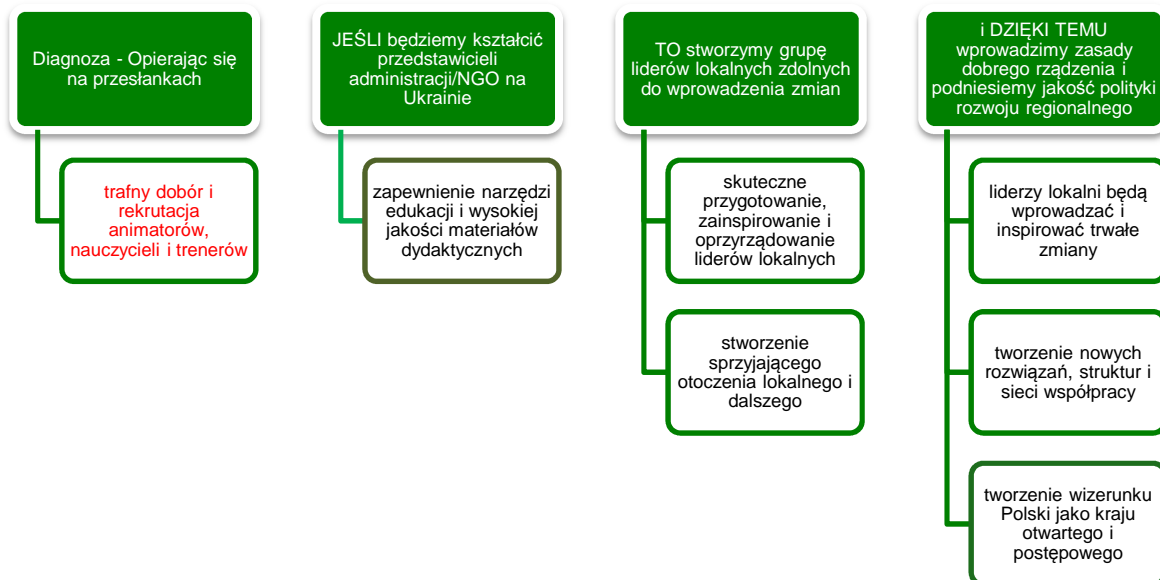 Diagnoza - Opierając się
na przesłankach
trafny dobór i
rekrutacja
animatorów,
nauczycieli i trenerów
JEŚLI będziemy kształcić
przedstawicieli
administracji/NGO na
Ukrainie
zapewnienie narzędzi
edukacji i wysokiej
jakości materiałów
dydaktycznych
TO stworzymy grupę
liderów lokalnych zdolnych
do wprowadzenia zmian
skuteczne
przygotowanie,
zainspirowanie i
oprzyrządowanie
liderów lokalnych
stworzenie
sprzyjającego
otoczenia lokalnego i
dalszego
i DZIĘKI TEMU
wprowadzimy zasady
dobrego rządzenia i
podniesiemy jakość polityki
rozwoju regionalnego
liderzy lokalni będą
wprowadzać i
inspirować trwałe
zmiany
tworzenie nowych
rozwiązań, struktur i
sieci współpracy
tworzenie wizerunku
Polski jako kraju
otwartego i
postępowego